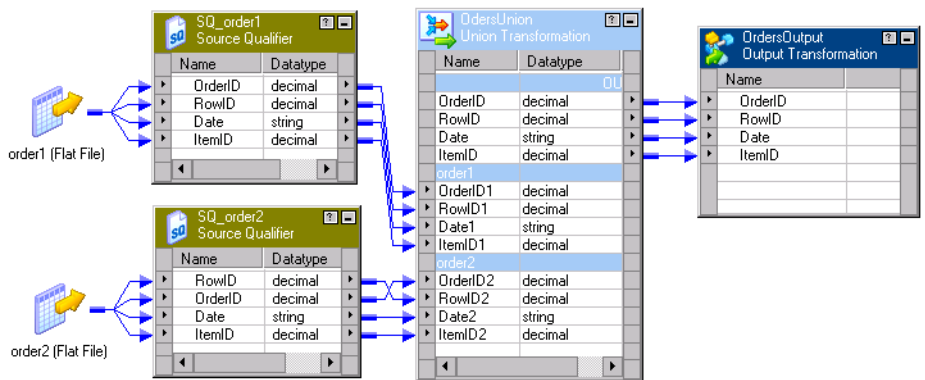 SQ_order1
Source Qualifier
Name Datatype
OrderID decimal
RowID decimal
Date string
ItemID decimal
order1 (Flat File)
SQ_order2
Source Qualifier
Name Datatype
RowID decimal
OrderID decimal
Date string
ItemID decimal
order2 (Flat File)
OdersUnion
Union Transformation
Name Datatype
OU
OrderID decimal
RowID decimal
Date string
ItemID decimal
order1
OrderID1 decimal
RowID1 decimal
Date1 string
ItemID1 decimal
order2
OrderID2 decimal
RowID2 decimal
Date2 string
ItemID2 decimal
OrdersOutput
Output Transformation
Name
OrderID
RowID
Date
ItemID